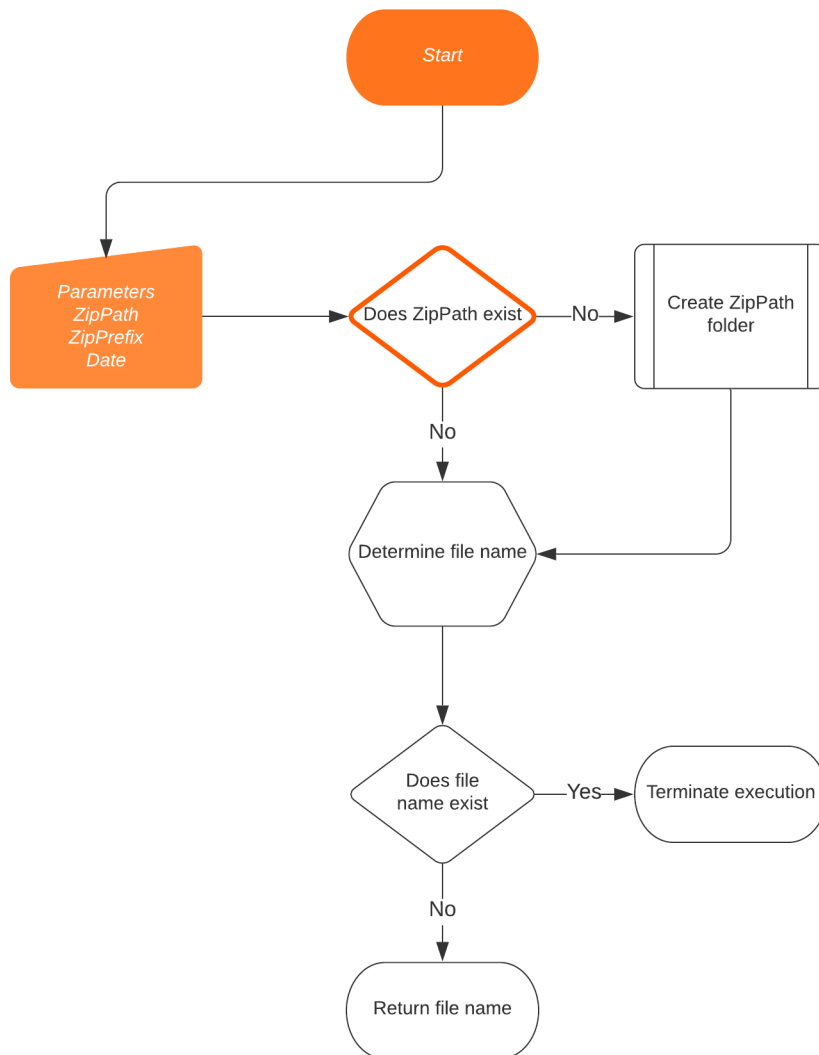 Start
Parameters
ZipPath
ZipPrefix
Date
Does ZipPath exist
No
Create ZipPath
folder
No
Determine file name
Does file
name exist
Yes
Terminate execution
No
Return file name